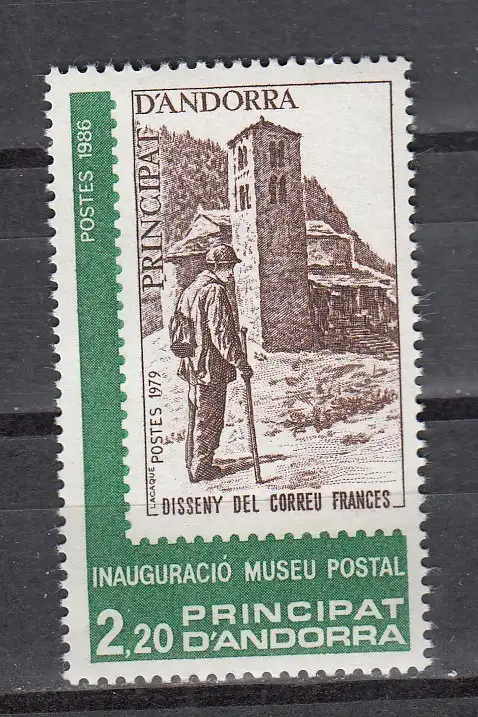 POSTES 1986
D'ANDORRA
PRINCIPAT
LACAQUE
POSTES 1979
DISSENY DEL CORREU FRANCES
INAUGURACIÓ MUSEU POSTAL
2,20 PRINCIPAT
D'ANDORRA